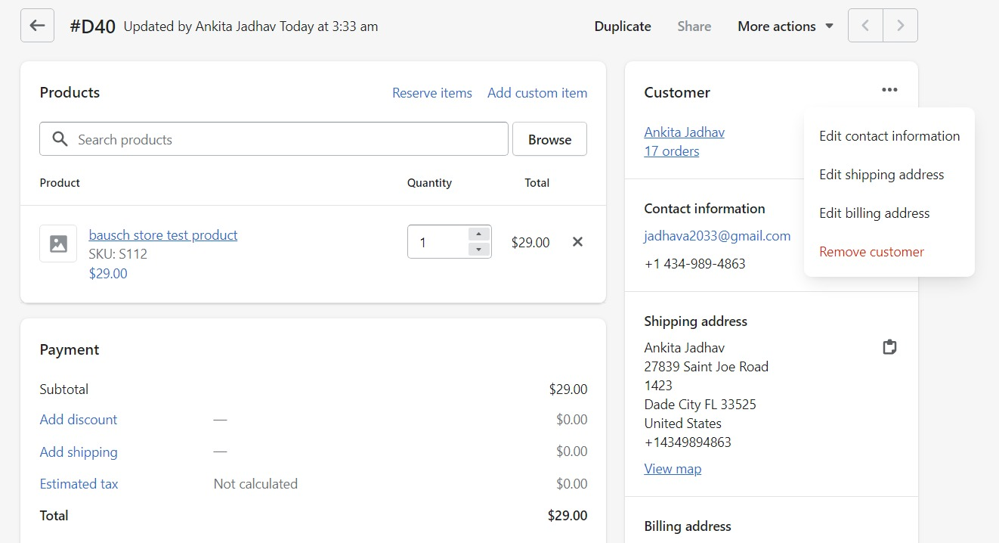 #D40 Updated by Ankita Jadhav Today at 3:33 am
Duplicate
Share
More actions
Products
Reserve items
Add custom item
Search products
Browse
Product
Quantity
Total
bausch store test product
SKU: S112
$29.00
1
$29.00
Payment
Subtotal
$29.00
Add discount
—
$0.00
Add shipping
—
$0.00
Estimated tax
Not calculated
$0.00
Total
$29.00
Customer
Ankita Jadhav
17 orders
Edit contact information
Edit shipping address
Edit billing address
Remove customer
Contact information
jadhava2033@gmail.com
+1 434-989-4863
Shipping address
Ankita Jadhav
27839 Saint Joe Road
1423
Dade City FL 33525
United States
+14349894863
View map
Billing address